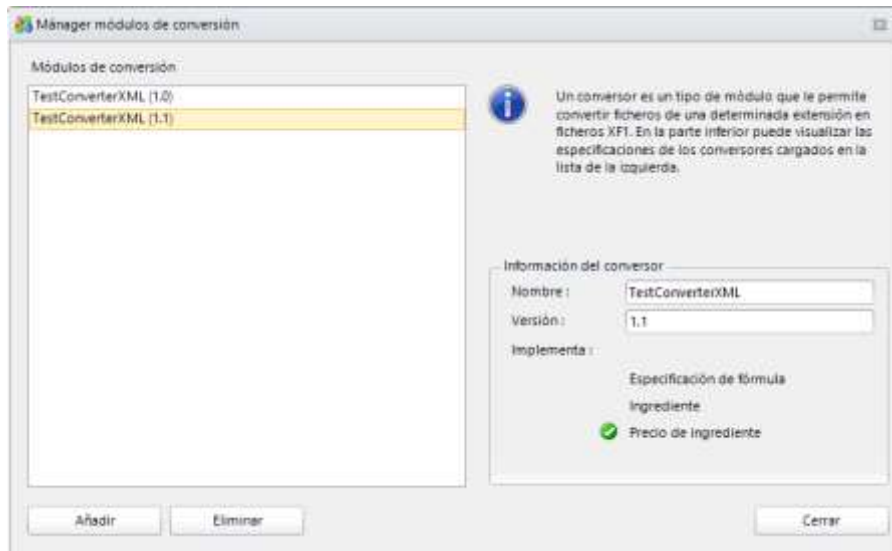 Mánager módulos de conversión
Módulos de conversión
TestConverterXML (1.0)
TestConverterXML (1.1)
Un conversor es un tipo de módulo que le permite
convertir ficheros de una determinada extensión en
ficheros XF1. En la parte inferior puede visualizar las
especificaciones de los conversores cargados en la
lista de la izquierda.
Información del conversor
Nombre : TestConverterXML
Versión : 1.1
Implementa :
Especificación de fórmula
Ingrediente
Precio de ingrediente
Añadir Eliminar Cerrar